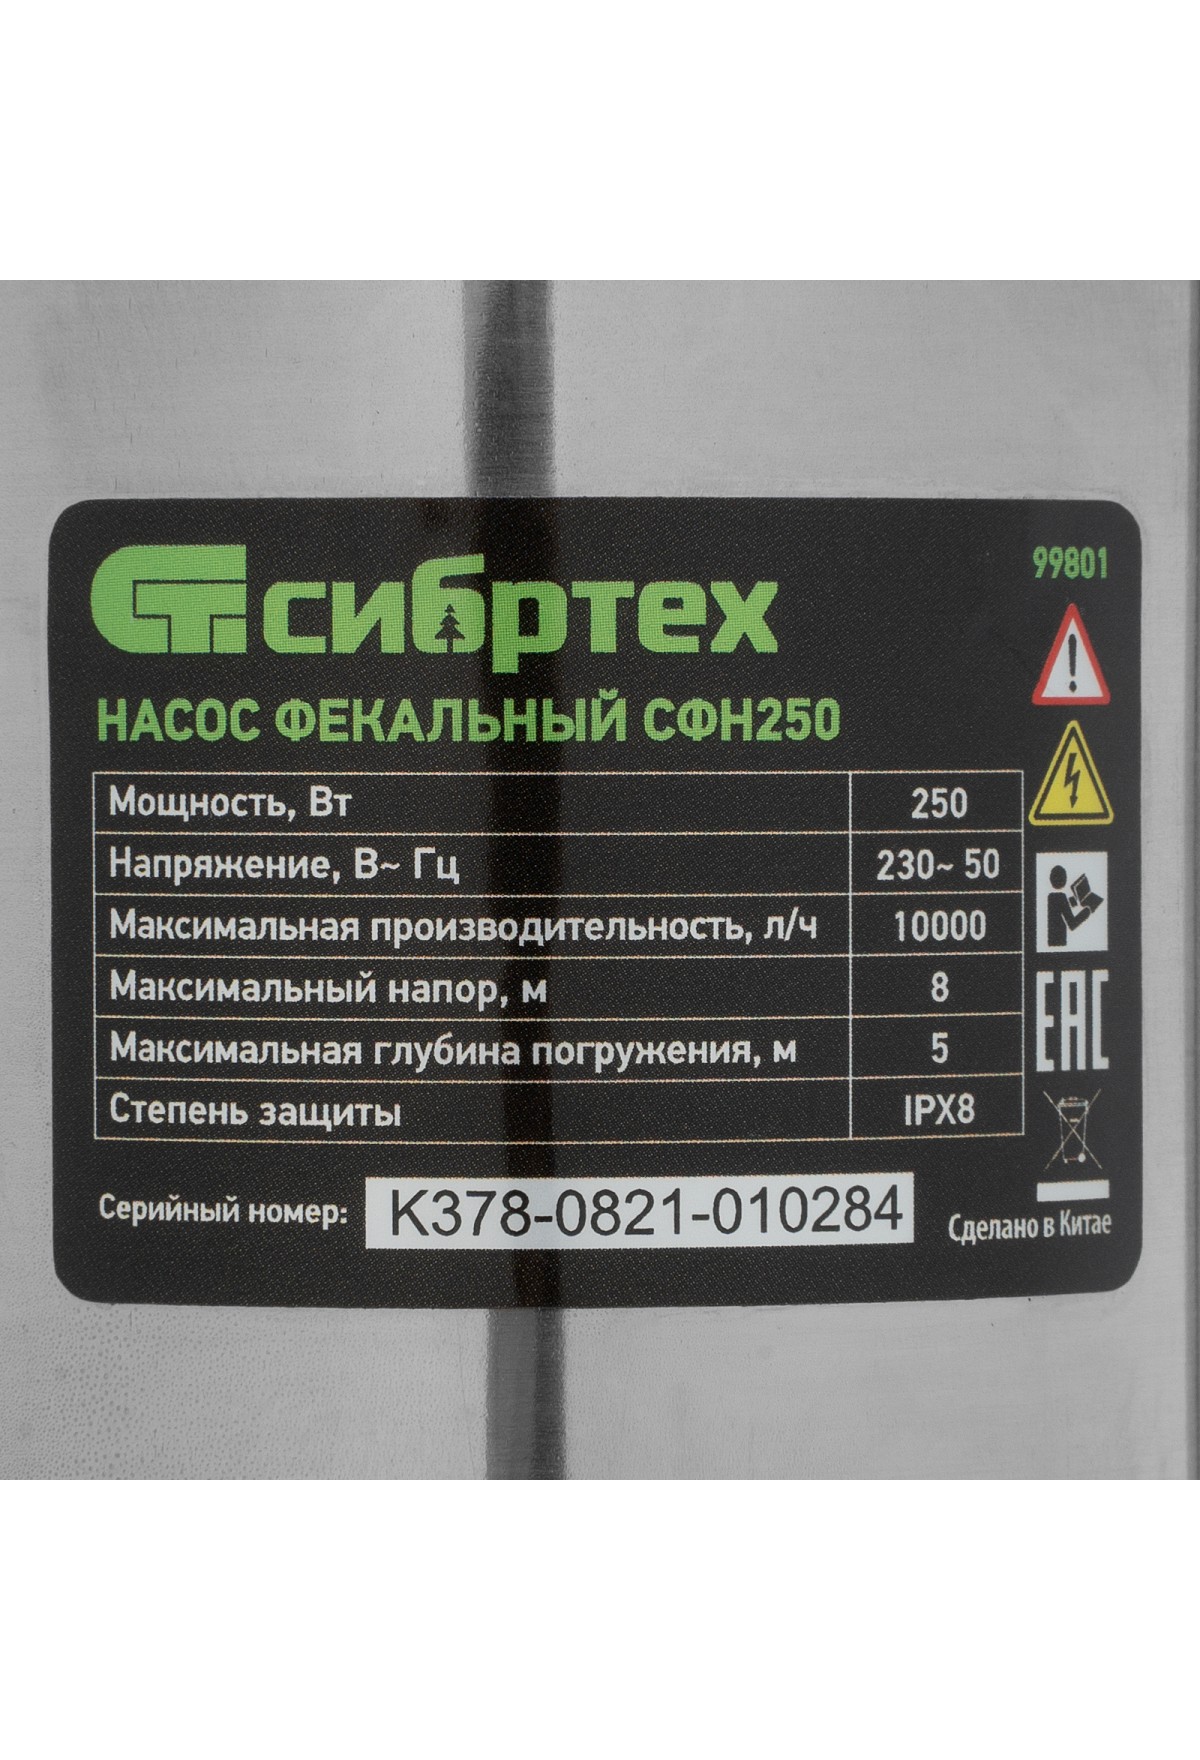 сибртех
99801
НАСОС ФЕКАЛЬНЫЙ СФН250
Мощность, Вт 250
Напряжение, В~ Гц 230~ 50
Максимальная производительность, л/ч 10000
Максимальный напор, м 8
Максимальная глубина погружения, м 5
Степень защиты IPX8
EAC
Серийный номер: K378-0821-010284
Сделано в Китае